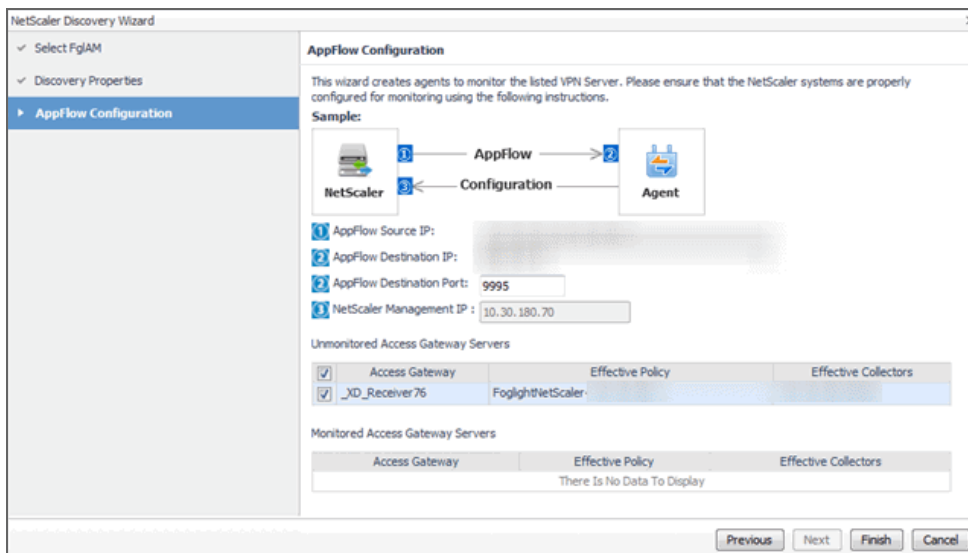 NetScaler Discovery Wizard
Select FglAM
Discovery Properties
AppFlow Configuration
AppFlow Configuration
This wizard creates agents to monitor the listed VPN Server. Please ensure that the NetScaler systems are properly
configured for monitoring using the following instructions.
Sample:
1 AppFlow 2
3 Configuration
NetScaler Agent
1 AppFlow Source IP:
2 AppFlow Destination IP:
2 AppFlow Destination Port: 9995
3 NetScaler Management IP : 10.30.180.70
Unmonitored Access Gateway Servers
Access Gateway Effective Policy Effective Collectors
_XD_Receiver76 FoglightNetScaler-
Monitored Access Gateway Servers
Access Gateway Effective Policy Effective Collectors
There Is No Data To Display
Previous Next Finish Cancel